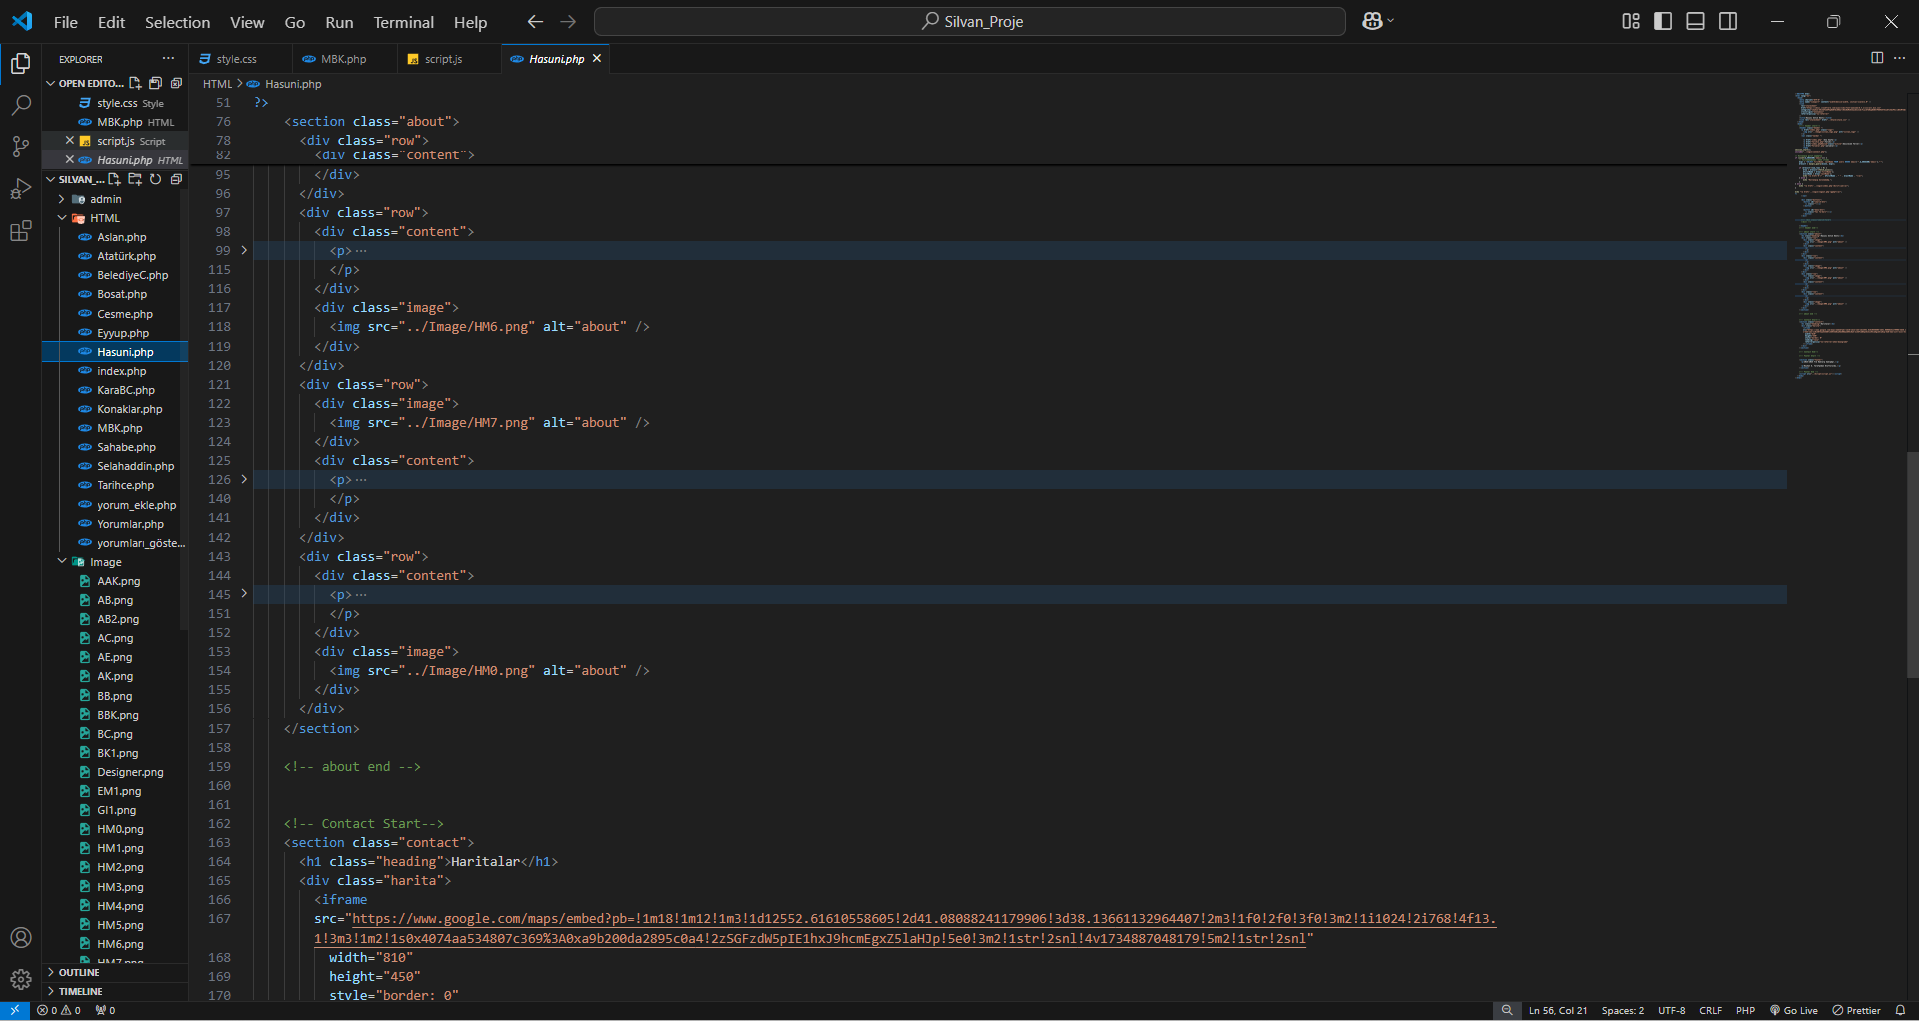 File Edit Selection View Go Run Terminal Help
Silvan_Proje
EXPLORER
OPEN EDITO...
style.css Style
MBK.php HTML
script.js Script
Hasuni.php HTML
SILVAN_...
admin
HTML
Aslan.php
Atatürk.php
BelediyeC.php
Bosat.php
Cesme.php
Eyyup.php
Hasuni.php
index.php
KaraBC.php
Konaklar.php
MBK.php
Sahabe.php
Selahaddin.php
Tarihce.php
yorum_ekle.php
Yorumlar.php
yorumları_göste...
Image
AAK.png
AB.png
AB2.png
AC.png
AE.png
AK.png
BB.png
BBK.png
BC.png
BK1.png
Designer.png
EM1.png
GI1.png
HM0.png
HM1.png
HM2.png
HM3.png
HM4.png
HM5.png
HM6.png
HM7.png
OUTLINE
TIMELINE
style.css MBK.php script.js Hasuni.php
HTML > Hasuni.php
51 ?>
76 <section class="about">
78 <div class="row">
82 <div class="content">
95 </div>
96 </div>
97 <div class="row">
98 <div class="content">
99 <p>...
115 </p>
116 </div>
117 <div class="image">
118 <img src="../Image/HM6.png" alt="about" />
119 </div>
120 </div>
121 <div class="row">
122 <div class="image">
123 <img src="../Image/HM7.png" alt="about" />
124 </div>
125 <div class="content">
126 <p>...
140 </p>
141 </div>
142 </div>
143 <div class="row">
144 <div class="content">
145 <p>...
151 </p>
152 </div>
153 <div class="image">
154 <img src="../Image/HM0.png" alt="about" />
155 </div>
156 </div>
157 </section>
158
159 <!-- about end -->
160
161
162 <!-- Contact Start-->
163 <section class="contact">
164 <h1 class="heading">Haritalar</h1>
165 <div class="harita">
166 <iframe
167 src="https://www.google.com/maps/embed?pb=!1m18!1m12!1m3!1d12552.61610558605!2d41.08088241179906!3d38.13661132964407!2m3!1f0!2f0!3f0!3m2!1i1024!2i768!4f13.
1!3m3!1m2!1s0x4074aa534807c369%3A0xa9b200da2895c0a4!2zSGFzdW5pIE1hxJ9hcmEgxZ5laHJp!5e0!3m2!1str!2snl!4v1734887048179!5m2!1str!2snl"
168 width="810"
169 height="450"
170 style="border: 0"
0 0 0 Ln 56, Col 21 Spaces: 2 UTF-8 CRLF PHP Go Live Prettier